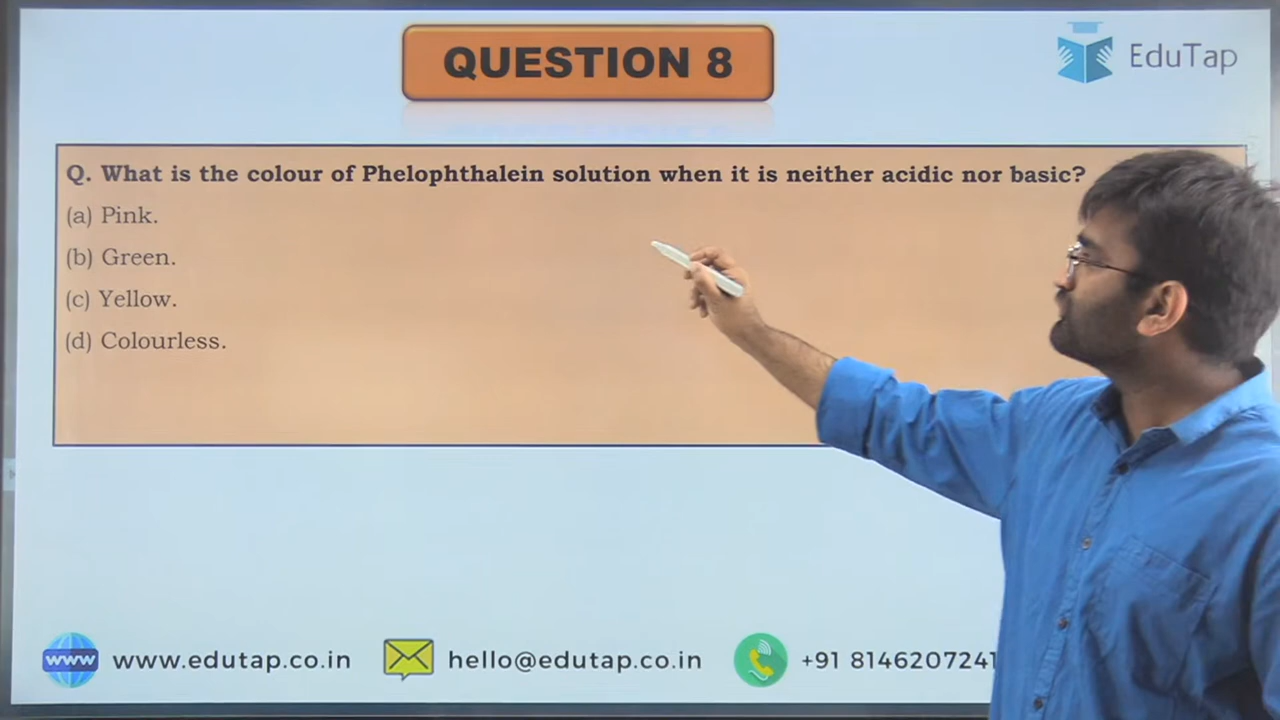 QUESTION 8
EduTap
Q. What is the colour of Phelophthalein solution when it is neither acidic nor basic?
(a) Pink.
(b) Green.
(c) Yellow.
(d) Colourless.
www
www.edutap.co.in
hello@edutap.co.in
+91 8146207241